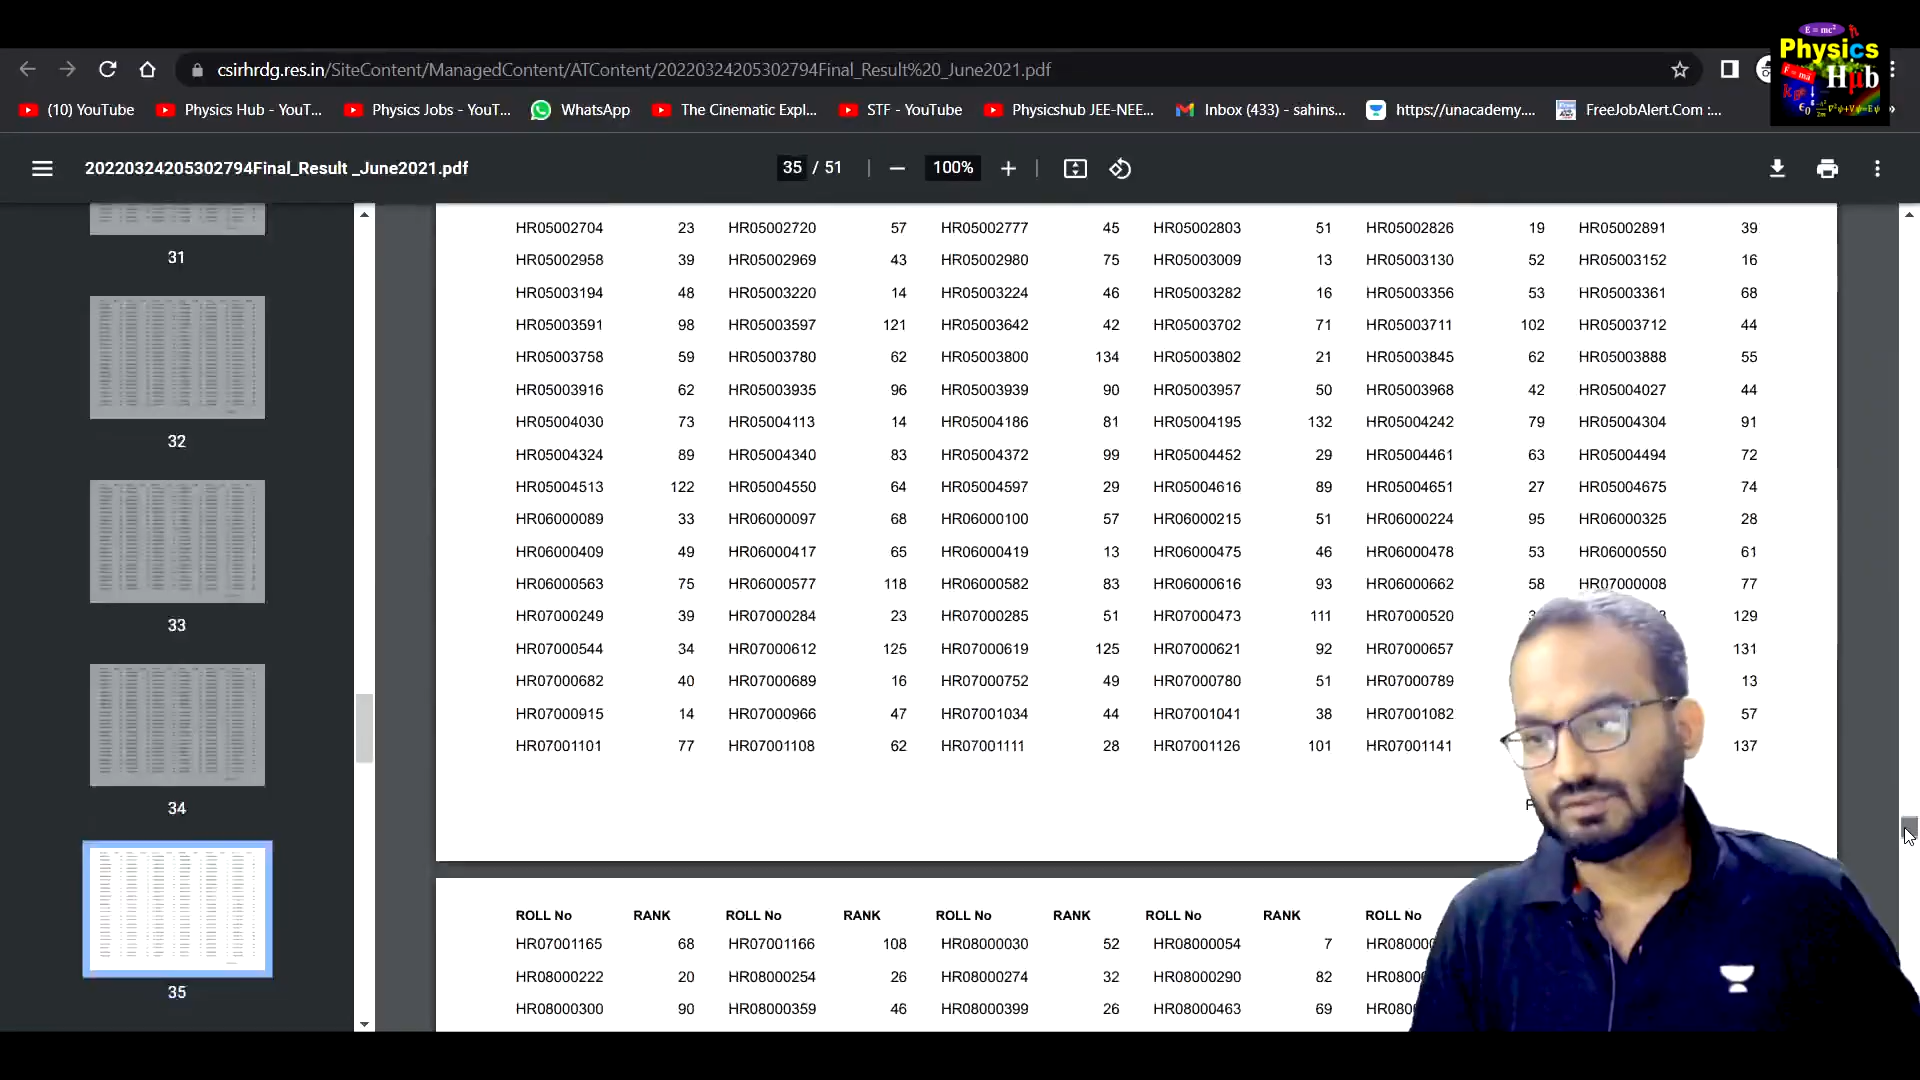 E = mc²
Physics
Hub
csirhrdg.res.in/SiteContent/ManagedContent/ATContent/20220324205302794Final_Result%20_June2021.pdf
(10) YouTube Physics Hub - YouT... Physics Jobs - YouT... WhatsApp The Cinematic Expl... STF - YouTube Physicshub JEE-NEE... Inbox (433) - sahins... https://unacademy.... FreeJobAlert.Com :...
20220324205302794Final_Result _June2021.pdf 35 / 51 100%
31
32
33
34
35
HR05002704 23 HR05002720 57 HR05002777 45 HR05002803 51 HR05002826 19 HR05002891 39
HR05002958 39 HR05002969 43 HR05002980 75 HR05003009 13 HR05003130 52 HR05003152 16
HR05003194 48 HR05003220 14 HR05003224 46 HR05003282 16 HR05003356 53 HR05003361 68
HR05003591 98 HR05003597 121 HR05003642 42 HR05003702 71 HR05003711 102 HR05003712 44
HR05003758 59 HR05003780 62 HR05003800 134 HR05003802 21 HR05003845 62 HR05003888 55
HR05003916 62 HR05003935 96 HR05003939 90 HR05003957 50 HR05003968 42 HR05004027 44
HR05004030 73 HR05004113 14 HR05004186 81 HR05004195 132 HR05004242 79 HR05004304 91
HR05004324 89 HR05004340 83 HR05004372 99 HR05004452 29 HR05004461 63 HR05004494 72
HR05004513 122 HR05004550 64 HR05004597 29 HR05004616 89 HR05004651 27 HR05004675 74
HR06000089 33 HR06000097 68 HR06000100 57 HR06000215 51 HR06000224 95 HR06000325 28
HR06000409 49 HR06000417 65 HR06000419 13 HR06000475 46 HR06000478 53 HR06000550 61
HR06000563 75 HR06000577 118 HR06000582 83 HR06000616 93 HR06000662 58 HR07000008 77
HR07000249 39 HR07000284 23 HR07000285 51 HR07000473 111 HR07000520 129
HR07000544 34 HR07000612 125 HR07000619 125 HR07000621 92 HR07000657 131
HR07000682 40 HR07000689 16 HR07000752 49 HR07000780 51 HR07000789 13
HR07000915 14 HR07000966 47 HR07001034 44 HR07001041 38 HR07001082 57
HR07001101 77 HR07001108 62 HR07001111 28 HR07001126 101 HR07001141 137
ROLL No RANK ROLL No RANK ROLL No RANK ROLL No RANK ROLL No
HR07001165 68 HR07001166 108 HR08000030 52 HR08000054 7
HR08000222 20 HR08000254 26 HR08000274 32 HR08000290 82
HR08000300 90 HR08000359 46 HR08000399 26 HR08000463 69